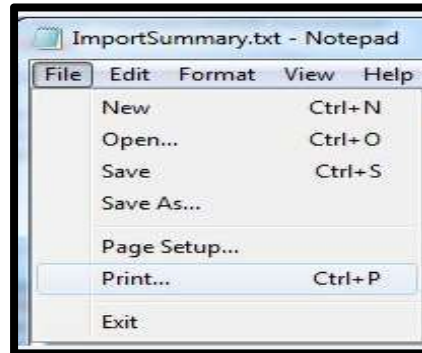 ImportSummary.txt - Notepad
File Edit Format View Help
New Ctrl+N
Open... Ctrl+O
Save Ctrl+S
Save As...
Page Setup...
Print... Ctrl+P
Exit